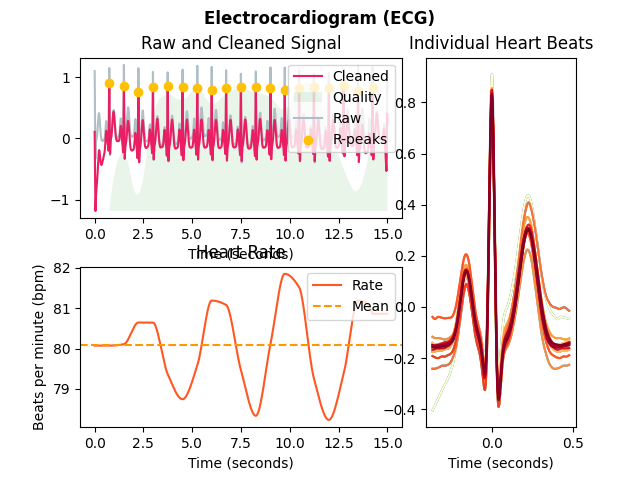 Electrocardiogram (ECG)
Raw and Cleaned Signal
Individual Heart Beats
1
0
−1
Cleaned
Quality
Raw
R-peaks
0.0 2.5 5.0 7.5 10.0 12.5 15.0
Time (seconds)
Heart Rate
82
81
80
79
Beats per minute (bpm)
Rate
Mean
0.0 2.5 5.0 7.5 10.0 12.5 15.0
Time (seconds)
0.8
0.6
0.4
0.2
0.0
−0.2
−0.4
0.0 0.5
Time (seconds)